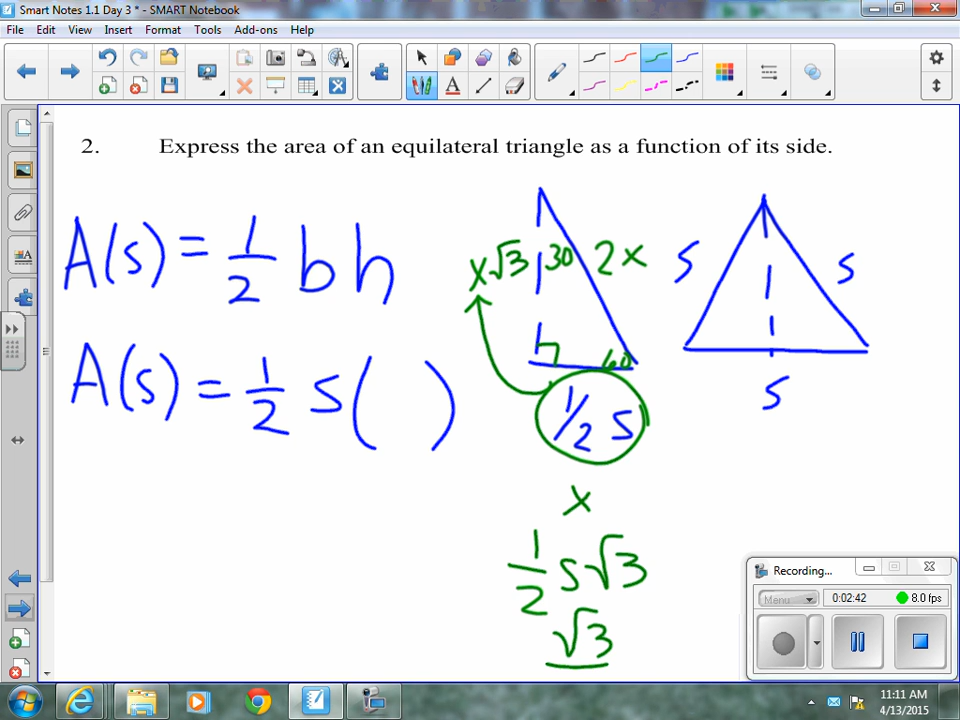 Smart Notes 1.1 Day 3 * - SMART Notebook
File Edit View Insert Format Tools Add-ons Help
2. Express the area of an equilateral triangle as a function of its side.
A(s) = 1/2 bh
x√3 30 2x
60
s s
s
A(s) = 1/2 s( )
1/2 s
x
1/2 s√3
√3
Recording...
Menu 0:02:42 8.0 fps
11:11 AM
4/13/2015